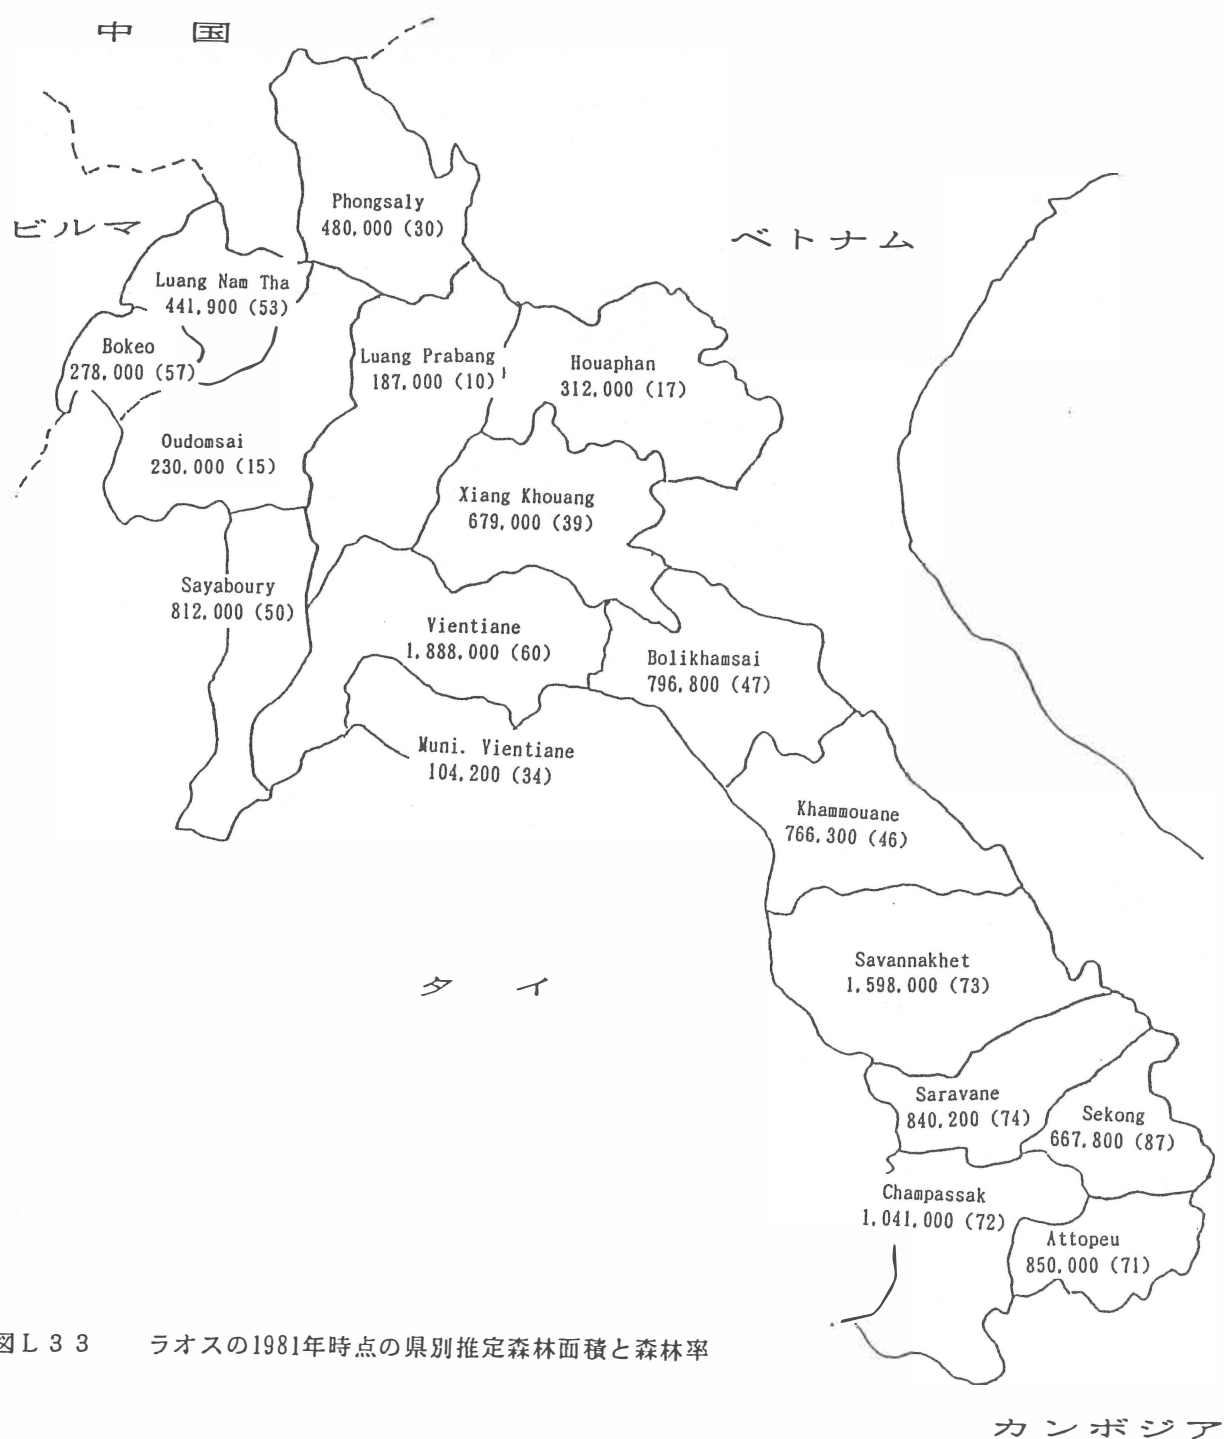 中 国
ビルマ
ベトナム
Phongsaly
480,000 (30)
Luang Nam Tha
441,900 (53)
Bokeo
278,000 (57)
Luang Prabang
187,000 (10)
Houaphan
312,000 (17)
Oudomsai
230,000 (15)
Xiang Khouang
679,000 (39)
Sayaboury
812,000 (50)
Vientiane
1,888,000 (60)
Bolikhamsai
796,800 (47)
Muni. Vientiane
104,200 (34)
Khammouane
766,300 (46)
タ イ
Savannakhet
1,598,000 (73)
Saravane
840,200 (74)
Sekong
667,800 (87)
Champassak
1,041,000 (72)
Attopeu
850,000 (71)
図L33 ラオスの1981年時点の県別推定森林面積と森林率
カンボジア